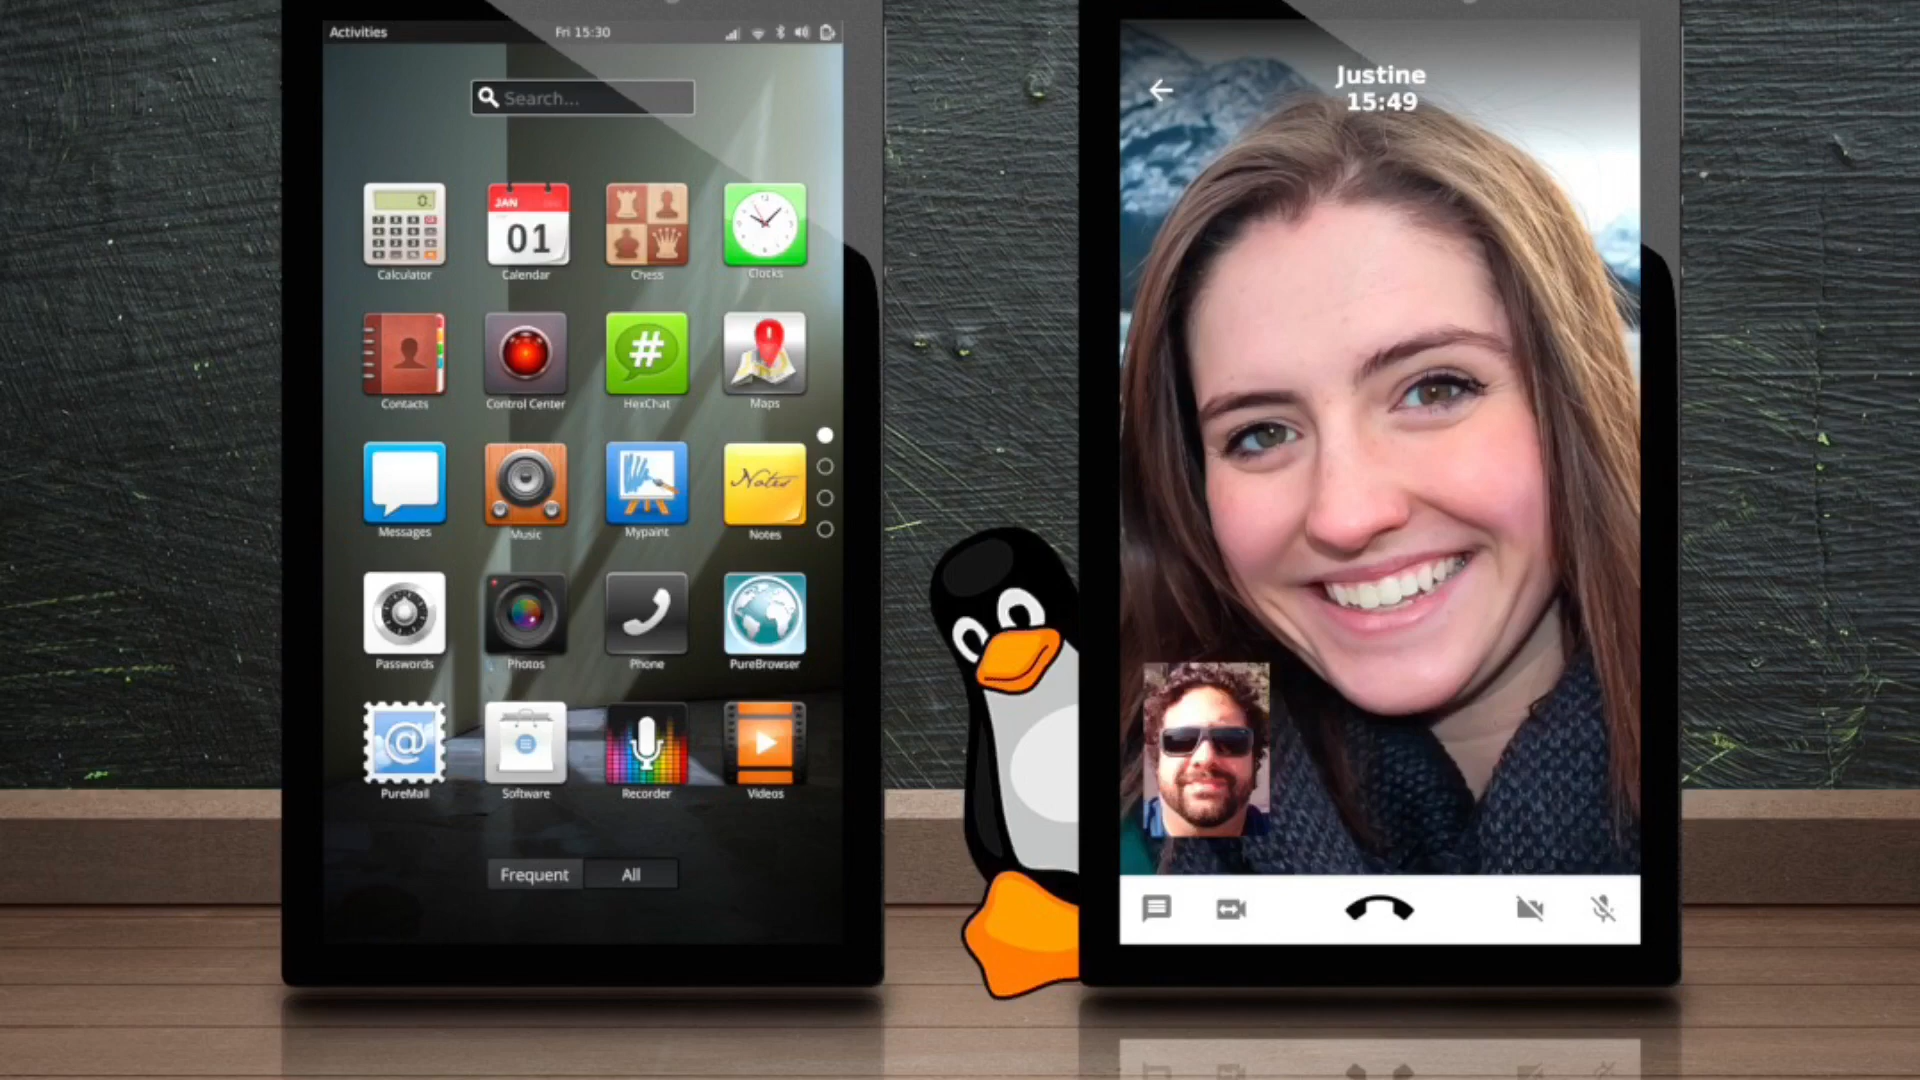 Activities
Fri 15:30
Search...
0.
JAN
01
Calculator
Calendar
Chess
Clocks
#
Contacts
Control Center
HexChat
Maps
Notes
Messages
Music
Mypaint
Notes
Passwords
Photos
Phone
PureBrowser
@
PureMail
Software
Recorder
Videos
Frequent
All
Justine
15:49